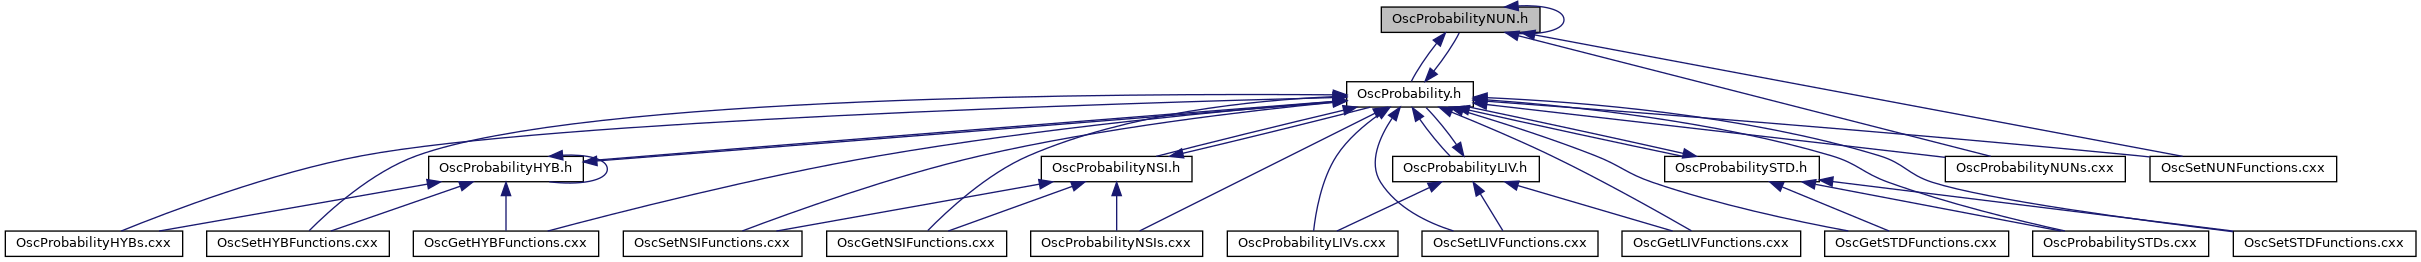 OscProbabilityNUN.h
OscProbability.h
OscProbabilityHYB.h
OscProbabilityNSI.h
OscProbabilityLIV.h
OscProbabilitySTD.h
OscProbabilityNUNs.cxx
OscSetNUNFunctions.cxx
OscProbabilityHYBs.cxx
OscSetHYBFunctions.cxx
OscGetHYBFunctions.cxx
OscSetNSIFunctions.cxx
OscGetNSIFunctions.cxx
OscProbabilityNSIs.cxx
OscProbabilityLIVs.cxx
OscSetLIVFunctions.cxx
OscGetLIVFunctions.cxx
OscGetSTDFunctions.cxx
OscProbabilitySTDs.cxx
OscSetSTDFunctions.cxx